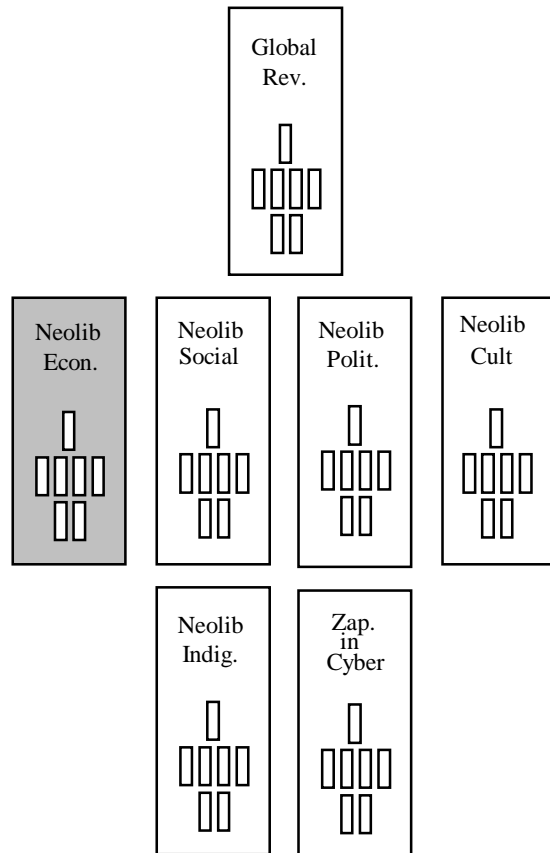 Global
Rev.
Neolib
Econ.
Neolib
Social
Neolib
Polit.
Neolib
Cult
Neolib
Indig.
Zap.
in
Cyber